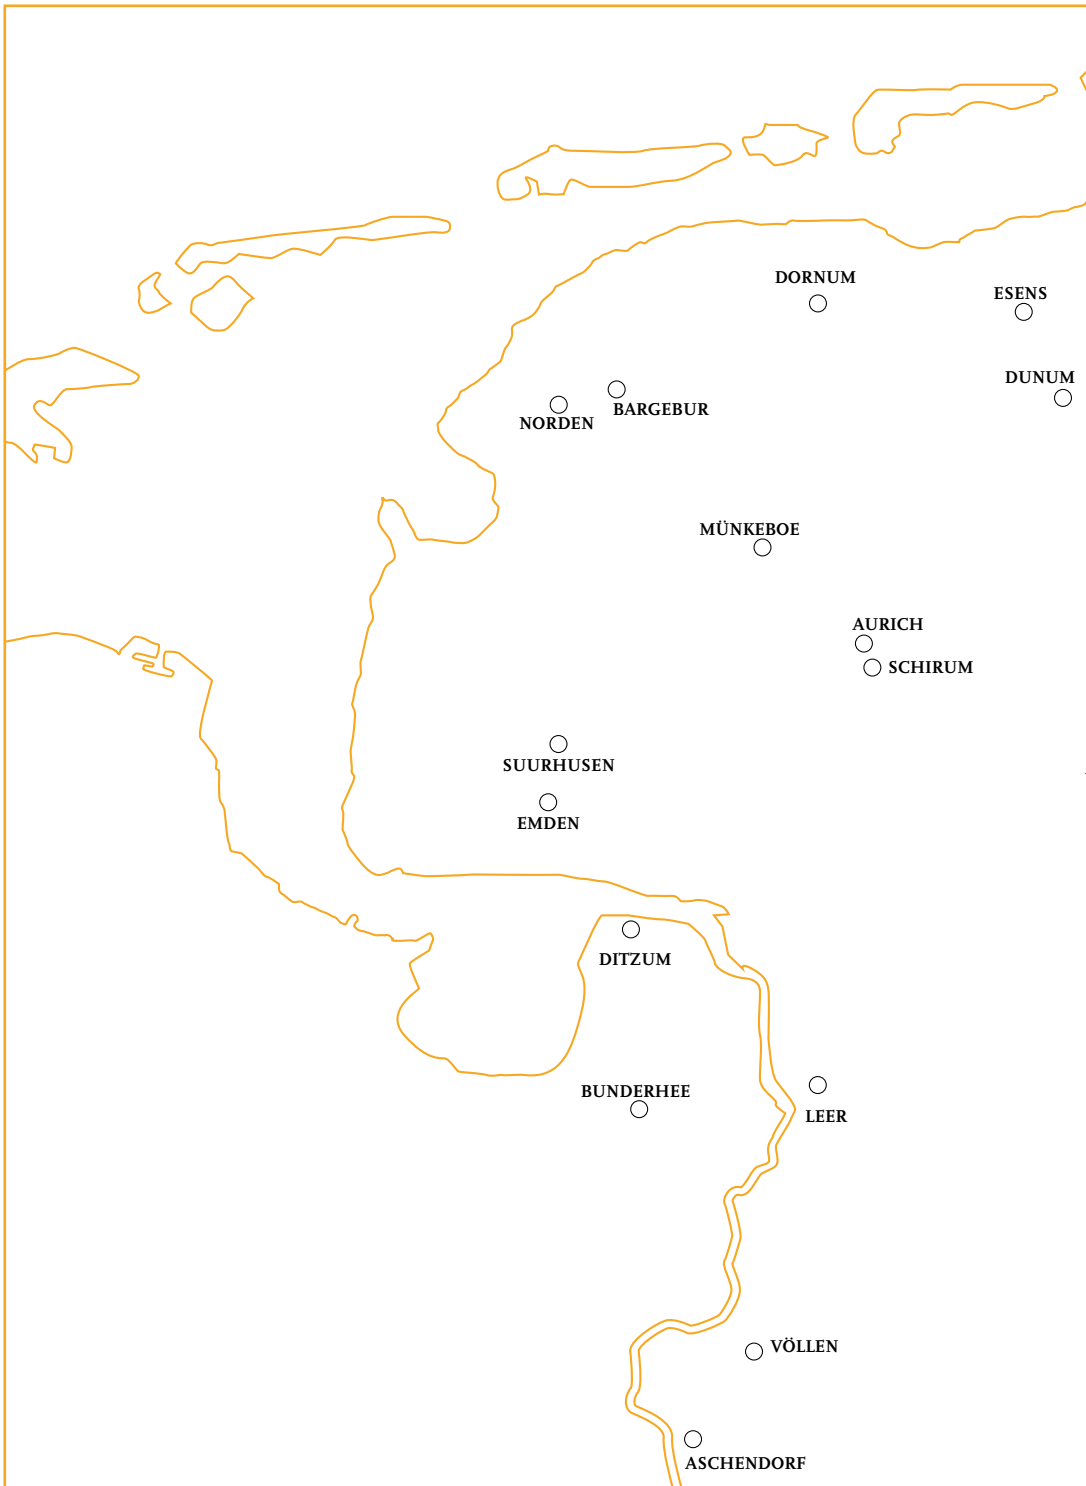 DORNUM
ESENS
DUNUM
BARGEBUR
NORDEN
MÜNKEBOE
AURICH
SCHIRUM
SUURHUSEN
EMDEN
DITZUM
BUNDERHEE
LEER
VÖLLEN
ASCHENDORF